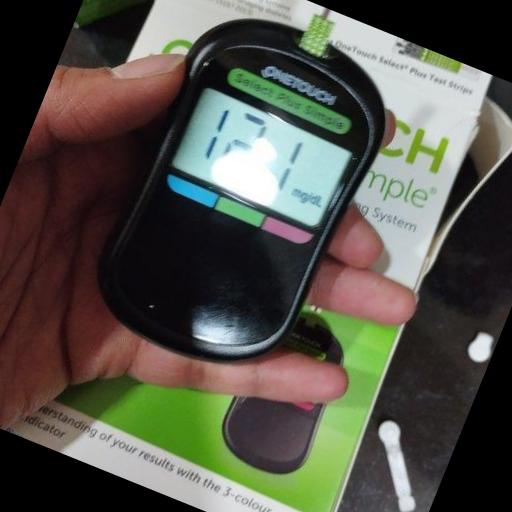 OneTouch Select® Plus Test Strips
ONETOUCH
Select Plus Simple
121
mg/dL
CH
mple®
ng System
erstanding of your results with the 3-colour
dicator